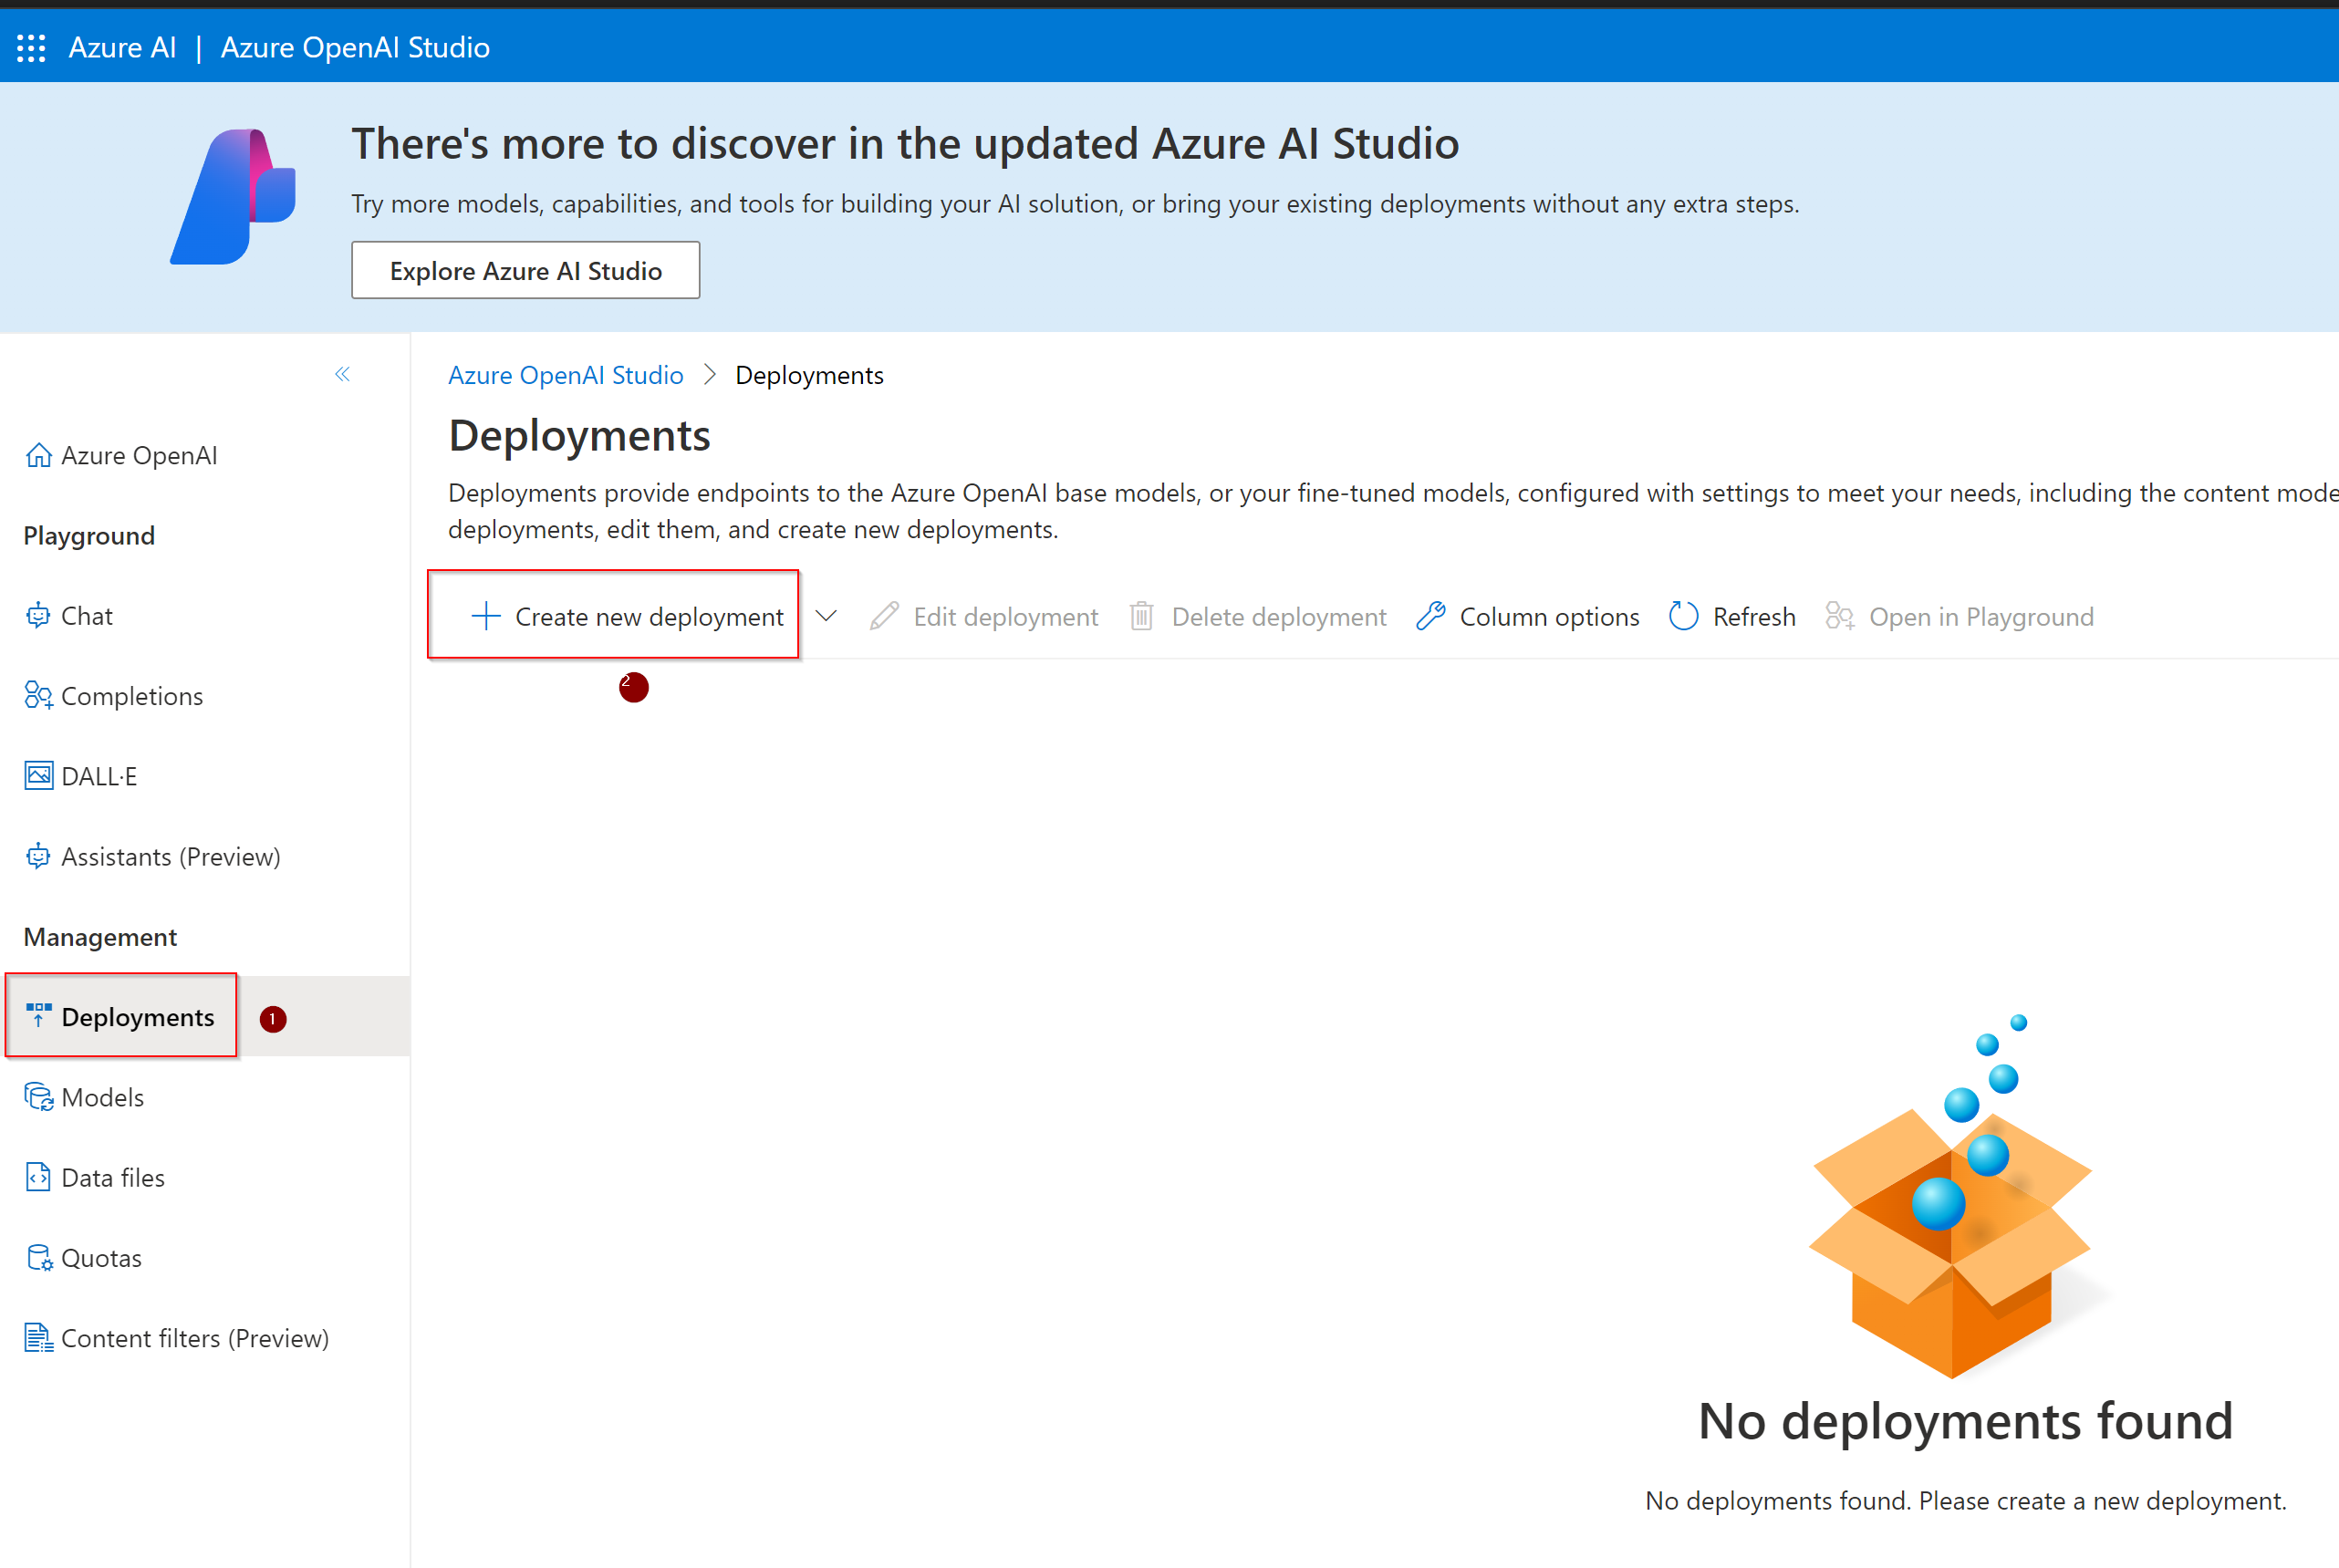 Azure AI | Azure OpenAI Studio
There's more to discover in the updated Azure AI Studio
Try more models, capabilities, and tools for building your AI solution, or bring your existing deployments without any extra steps.
Explore Azure AI Studio
Azure OpenAI
Playground
Chat
Completions
DALL·E
Assistants (Preview)
Management
Deployments
1
Models
Data files
Quotas
Content filters (Preview)
Azure OpenAI Studio > Deployments
Deployments
Deployments provide endpoints to the Azure OpenAI base models, or your fine-tuned models, configured with settings to meet your needs, including the content mode
deployments, edit them, and create new deployments.
Create new deployment Edit deployment Delete deployment Column options Refresh Open in Playground
2
No deployments found
No deployments found. Please create a new deployment.